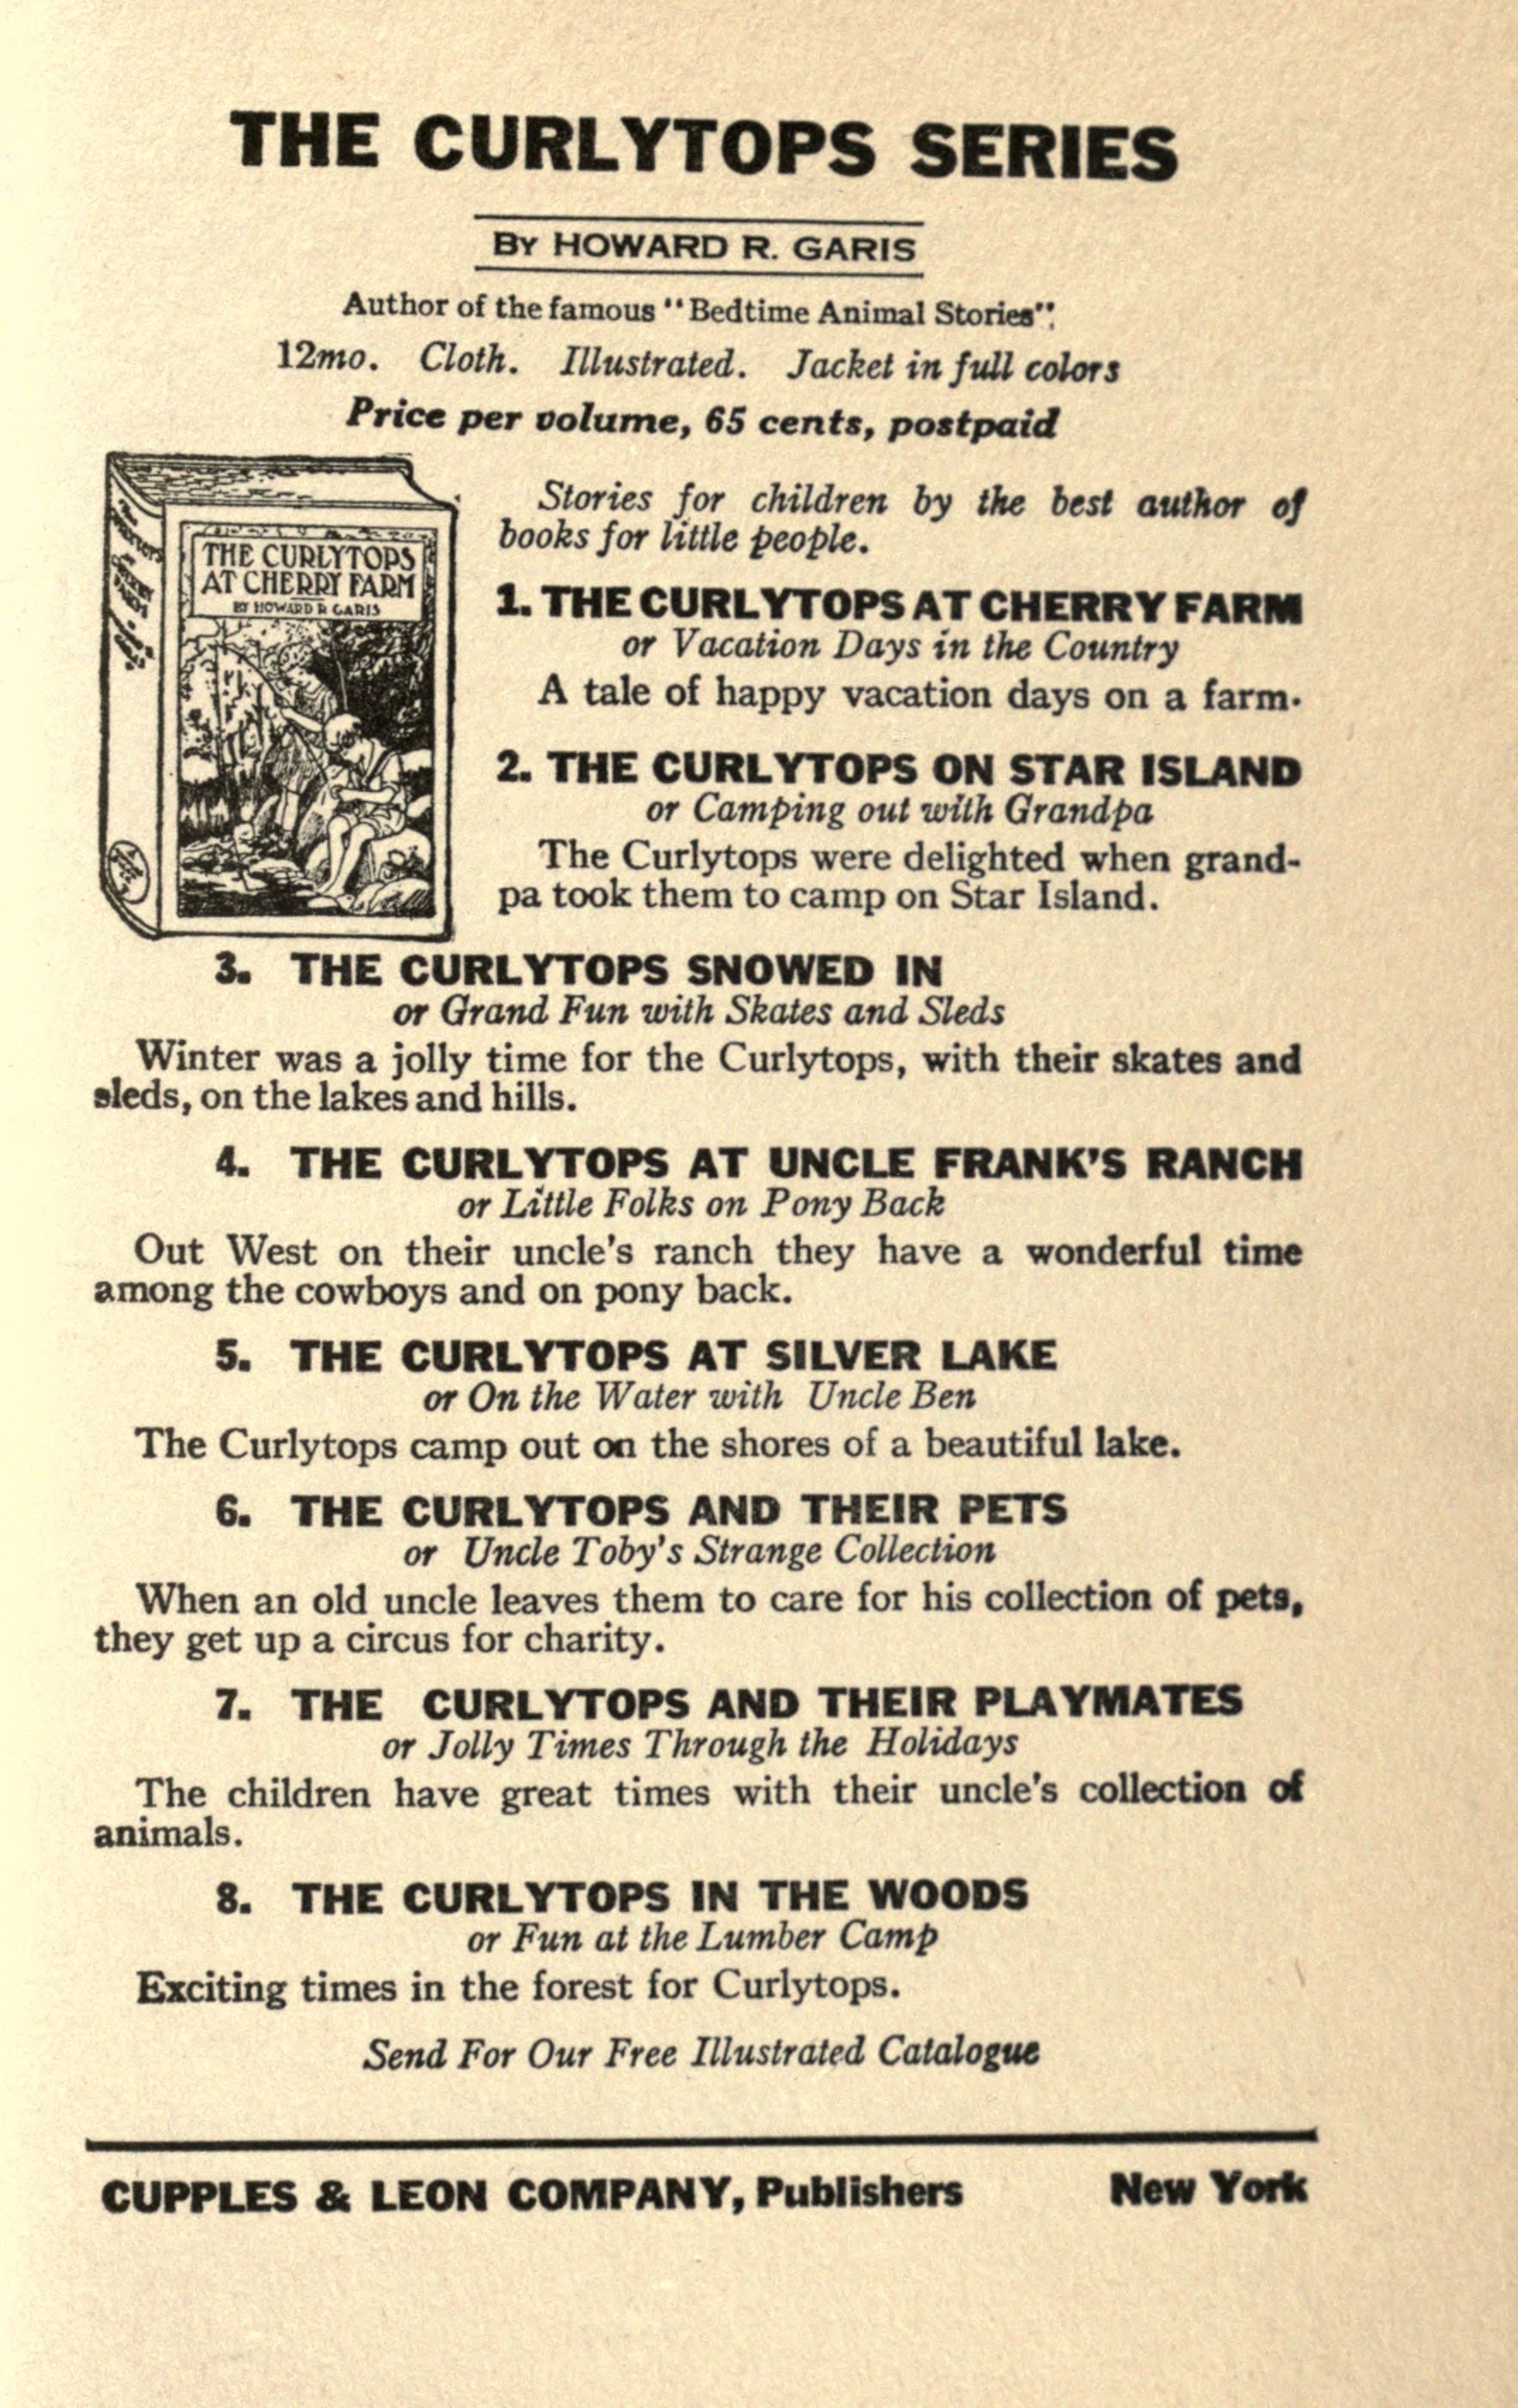 THE CURLYTOPS SERIES
BY HOWARD R. GARIS
Author of the famous "Bedtime Animal Stories"
12mo. Cloth. Illustrated. Jacket in full colors
Price per volume, 65 cents, postpaid
THE CURLYTOPS
AT CHERRY FARM
BY HOWARD R GARIS
Stories for children by the best author of
books for little people.
1. THE CURLYTOPS AT CHERRY FARM
or Vacation Days in the Country
A tale of happy vacation days on a farm.
2. THE CURLYTOPS ON STAR ISLAND
or Camping out with Grandpa
The Curlytops were delighted when grand-
pa took them to camp on Star Island.
3. THE CURLYTOPS SNOWED IN
or Grand Fun with Skates and Sleds
Winter was a jolly time for the Curlytops, with their skates and
sleds, on the lakes and hills.
4. THE CURLYTOPS AT UNCLE FRANK'S RANCH
or Little Folks on Pony Back
Out West on their uncle's ranch they have a wonderful time
among the cowboys and on pony back.
5. THE CURLYTOPS AT SILVER LAKE
or On the Water with Uncle Ben
The Curlytops camp out on the shores of a beautiful lake.
6. THE CURLYTOPS AND THEIR PETS
or Uncle Toby's Strange Collection
When an old uncle leaves them to care for his collection of pets,
they get up a circus for charity.
7. THE CURLYTOPS AND THEIR PLAYMATES
or Jolly Times Through the Holidays
The children have great times with their uncle's collection of
animals.
8. THE CURLYTOPS IN THE WOODS
or Fun at the Lumber Camp
Exciting times in the forest for Curlytops.
Send For Our Free Illustrated Catalogue
CUPPLES & LEON COMPANY, Publishers New York